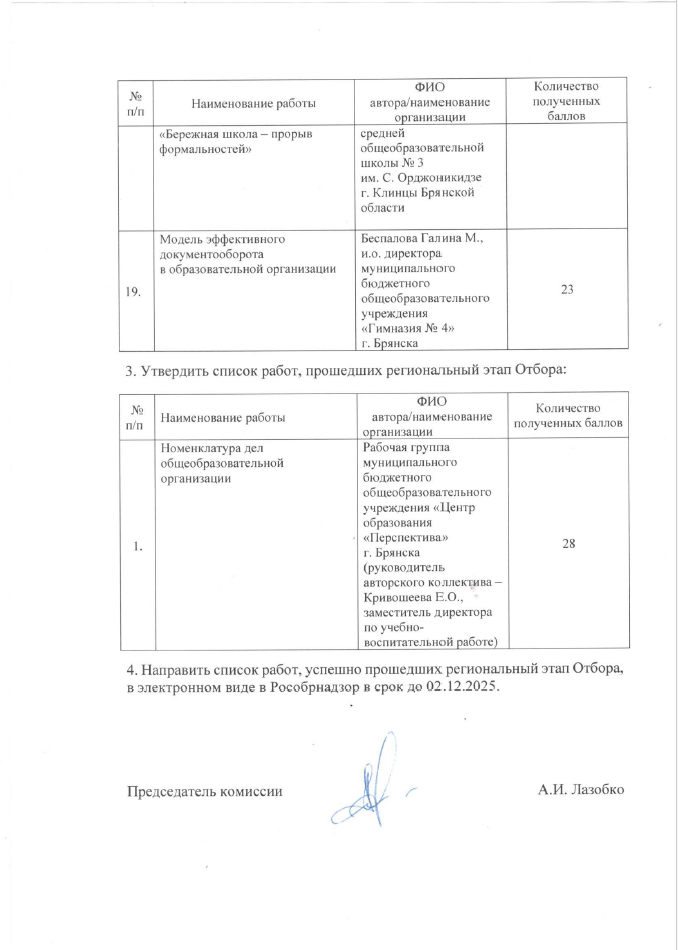 №
п/п
Наименование работы
ФИО
автора/наименование
организации
Количество
полученных
баллов
«Бережная школа – прорыв
формальностей»
средней
общеобразовательной
школы № 3
им. С. Орджоникидзе
г. Клинцы Брянской
области
19.
Модель эффективного
документооборота
в образовательной организации
Беспалова Галина М.,
и.о. директора
муниципального
бюджетного
общеобразовательного
учреждения
«Гимназия № 4»
г. Брянска
23
3. Утвердить список работ, прошедших региональный этап Отбора:
№
п/п
Наименование работы
ФИО
автора/наименование
организации
Количество
полученных баллов
1.
Номенклатура дел
общеобразовательной
организации
Рабочая группа
муниципального
бюджетного
общеобразовательного
учреждения «Центр
образования
«Перспектива»
г. Брянска
(руководитель
авторского коллектива –
Кривошеева Е.О.,
заместитель директора
по учебно-
воспитательной работе)
28
4. Направить список работ, успешно прошедших региональный этап Отбора,
в электронном виде в Рособрнадзор в срок до 02.12.2025.
Председатель комиссии
А.И. Лазобко